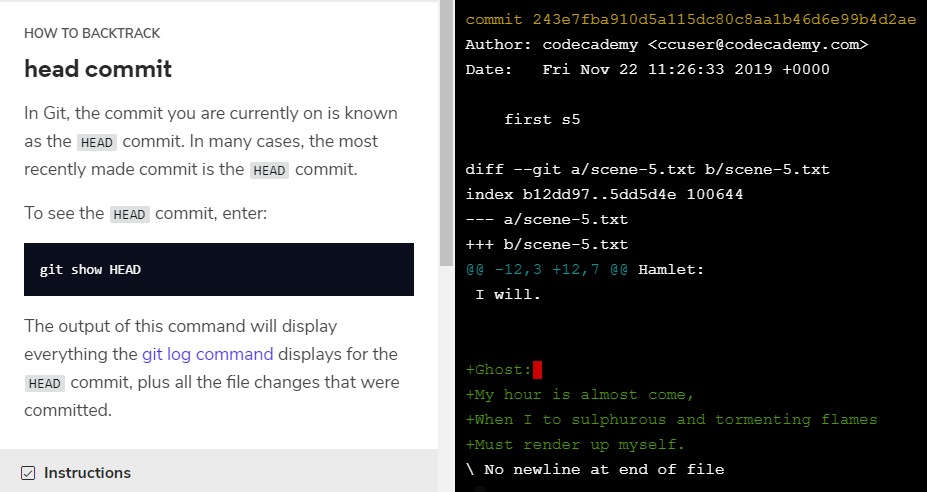 HOW TO BACKTRACK
head commit
In Git, the commit you are currently on is known
as the HEAD commit. In many cases, the most
recently made commit is the HEAD commit.
To see the HEAD commit, enter:
git show HEAD
The output of this command will display
everything the git log command displays for the
HEAD commit, plus all the file changes that were
committed.
Instructions
commit 243e7fba910d5a115dc80c8aa1b46d6e99b4d2ae
Author: codecademy <ccuser@codecademy.com>
Date:   Fri Nov 22 11:26:33 2019 +0000
    first s5
diff --git a/scene-5.txt b/scene-5.txt
index b12dd97..5dd5d4e 100644
--- a/scene-5.txt
+++ b/scene-5.txt
@@ -12,3 +12,7 @@ Hamlet:
 I will.
+Ghost:
+My hour is almost come,
+When I to sulphurous and tormenting flames
+Must render up myself.
\ No newline at end of file